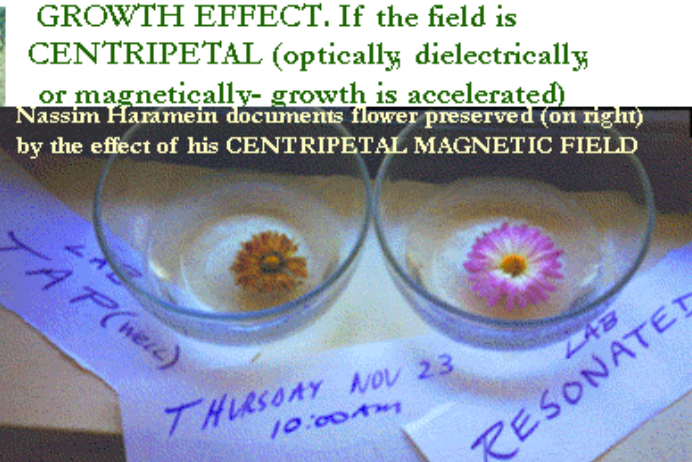 GROWTH EFFECT. If the field is
CENTRIPETAL (optically, dielectrically,
or magnetically- growth is accelerated)
Nassim Haramein documents flower preserved (on right)
by the effect of his CENTRIPETAL MAGNETIC FIELD
LAB
TAP (WELL)
THURSDAY NOV 23
10:00AM
LAB
RESONATED